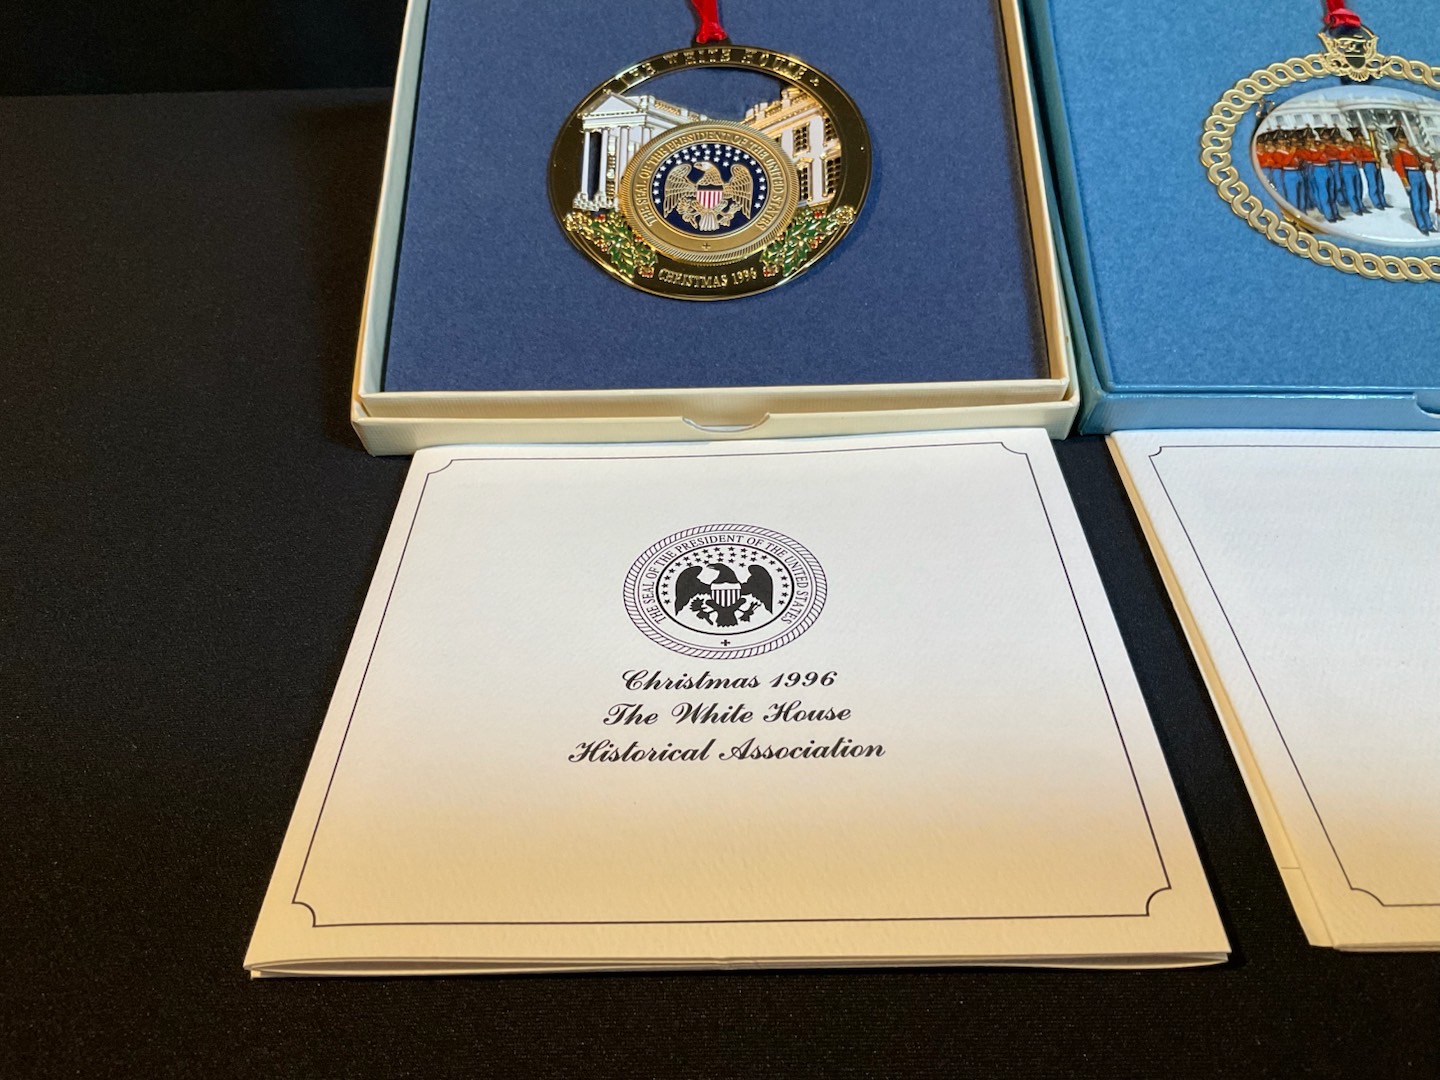 THE WHITE HOUSE
THE SEAL OF THE PRESIDENT OF THE UNITED STATES
CHRISTMAS 1996
THE SEAL OF THE PRESIDENT OF THE UNITED STATES
Christmas 1996
The White House
Historical Association